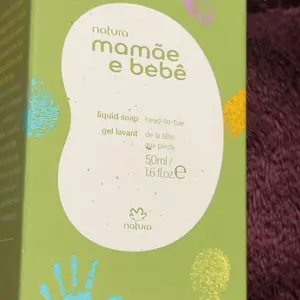 natura
mamãe
e bebê
liquid soap head-to-toe
gel lavant de la tête
aux pieds
50ml/
1.6 fl.oz.e
natura